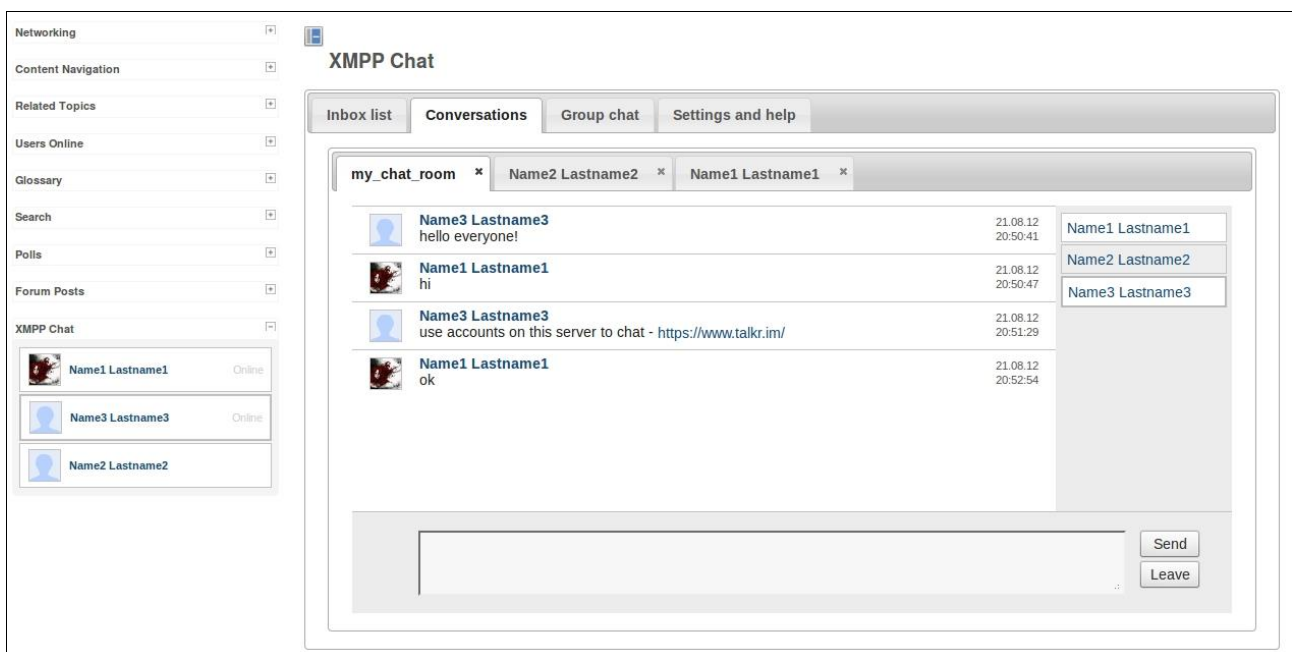 Networking
Content Navigation
Related Topics
Users Online
Glossary
Search
Polls
Forum Posts
XMPP Chat
Name1 Lastname1 Online
Name3 Lastname3 Online
Name2 Lastname2
XMPP Chat
Inbox list Conversations Group chat Settings and help
my_chat_room × Name2 Lastname2 × Name1 Lastname1 ×
Name3 Lastname3 21.08.12
hello everyone! 20:50:41
Name1 Lastname1 21.08.12
hi 20:50:47
Name3 Lastname3 21.08.12
use accounts on this server to chat - https://www.talkr.im/ 20:51:29
Name1 Lastname1 21.08.12
ok 20:52:54
Name1 Lastname1
Name2 Lastname2
Name3 Lastname3
Send
Leave